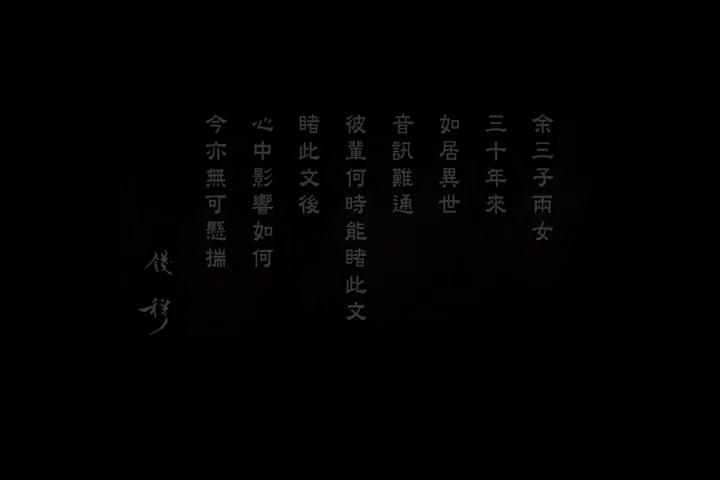 余三子兩女
三十年來
如居異世
音訊難通
彼輩何時能睹此文
睹此文後
心中影響如何
今亦無可懸揣
錢穆